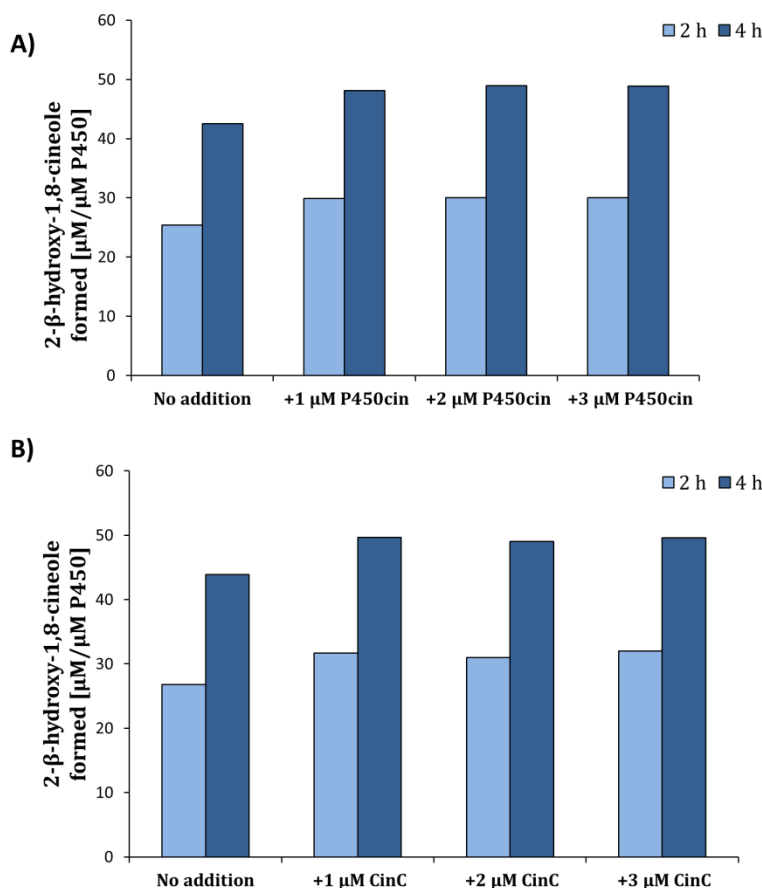 A)
2-β-hydroxy-1,8-cineole
formed [μM/μM P450]
60
50
40
30
20
10
0
2 h 4 h
No addition +1 μM P450cin +2 μM P450cin +3 μM P450cin
B)
2-β-hydroxy-1,8-cineole
formed [μM/μM P450]
60
50
40
30
20
10
0
2 h 4 h
No addition +1 μM CinC +2 μM CinC +3 μM CinC